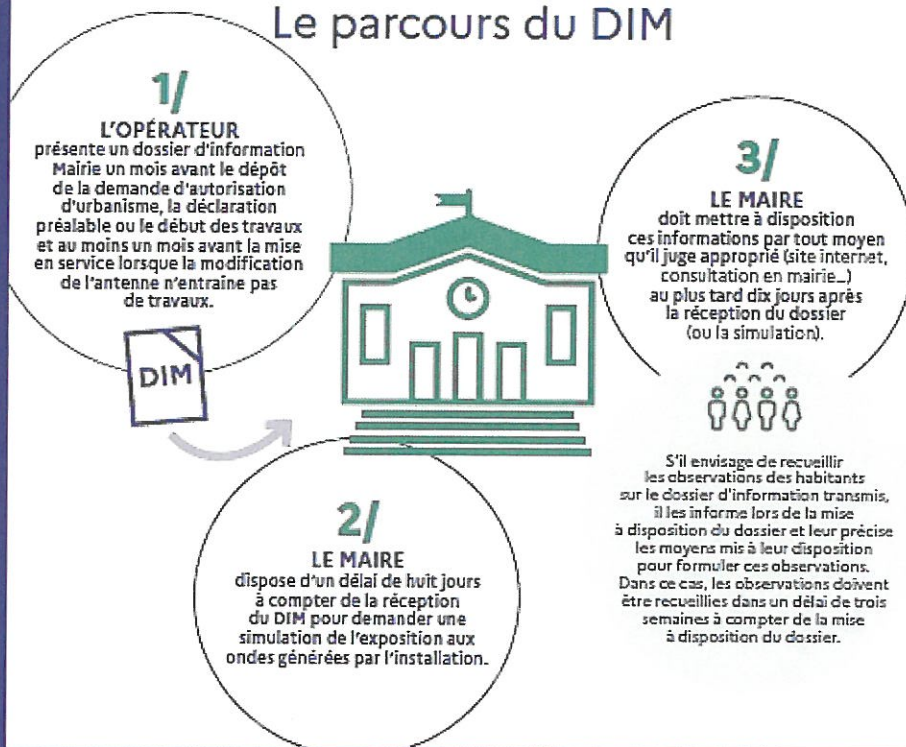 Le parcours du DIM
1/
L'OPÉRATEUR
présente un dossier d'information
Mairie un mois avant le dépôt
de la demande d'autorisation
d'urbanisme, la déclaration
préalable ou le début des travaux
et au moins un mois avant la mise
en service lorsque la modification
de l'antenne n'entraine pas
de travaux.
DIM
2/
LE MAIRE
dispose d'un délai de huit jours
à compter de la réception
du DIM pour demander une
simulation de l'exposition aux
ondes générées par l'installation.
3/
LE MAIRE
doit mettre à disposition
ces informations par tout moyen
qu'il juge approprié (site internet,
consultation en mairie...)
au plus tard dix jours après
la réception du dossier
(ou la simulation).
S'il envisage de recueillir
les observations des habitants
sur le dossier d'information transmis,
il les informe lors de la mise
à disposition du dossier et leur précise
les moyens mis à leur disposition
pour formuler ces observations.
Dans ce cas, les observations doivent
être recueillies dans un délai de trois
semaines à compter de la mise
à disposition du dossier.